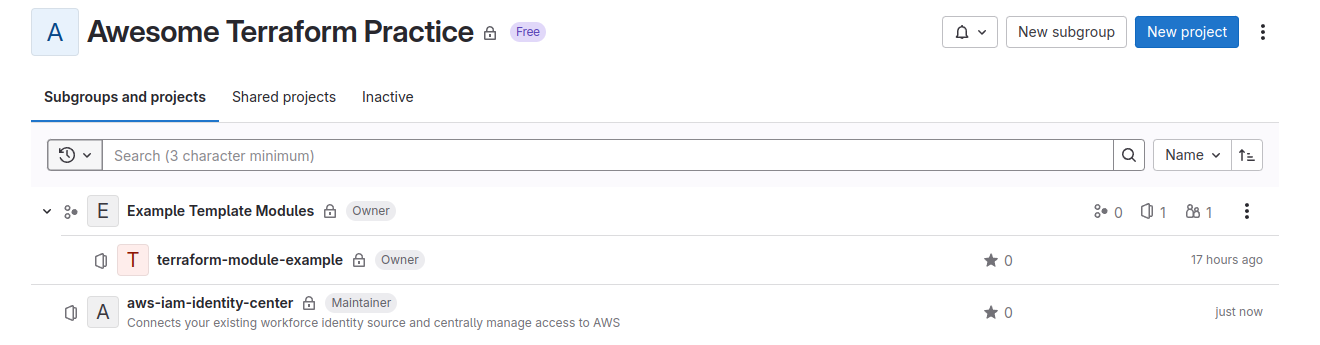 A Awesome Terraform Practice Free New subgroup New project
Subgroups and projects Shared projects Inactive
Search (3 character minimum) Name
E Example Template Modules Owner 0 1 1
T terraform-module-example Owner 0 17 hours ago
A aws-iam-identity-center Maintainer 0 just now
Connects your existing workforce identity source and centrally manage access to AWS